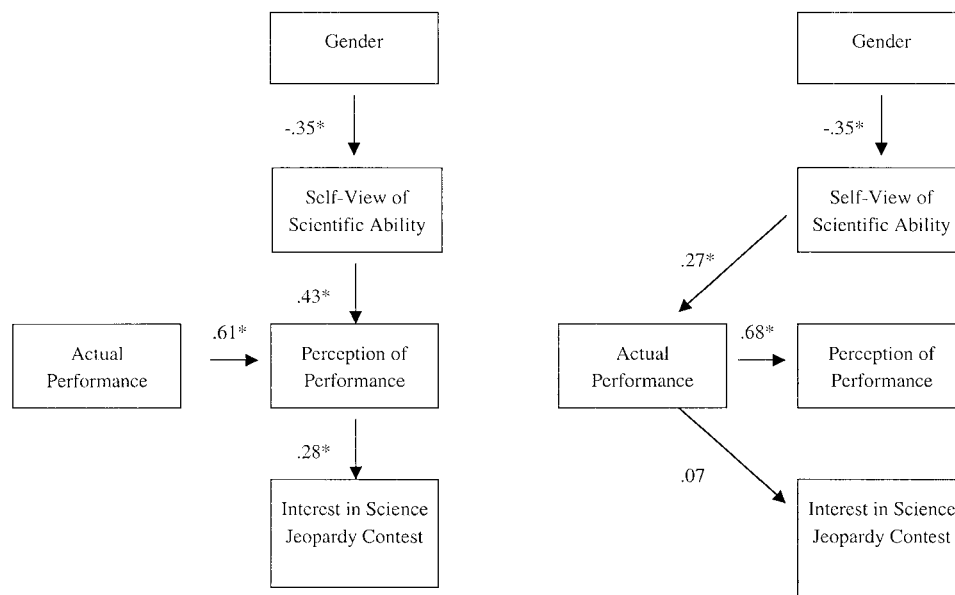 Gender
-.35*
Self-View of
Scientific Ability
.43*
Actual
Performance
.61*
Perception of
Performance
.28*
Interest in Science
Jeopardy Contest
Gender
-.35*
Self-View of
Scientific Ability
.27*
Actual
Performance
.68*
Perception of
Performance
.07
Interest in Science
Jeopardy Contest